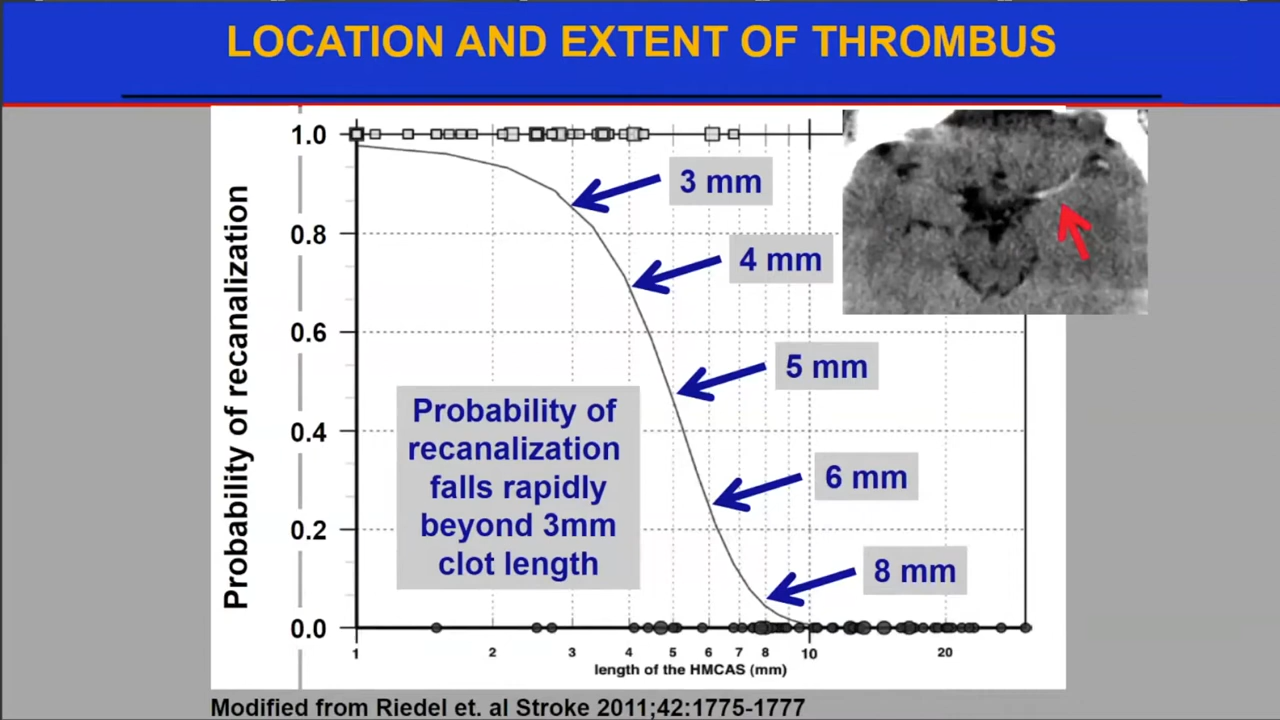 LOCATION AND EXTENT OF THROMBUS
Probability of recanalization
1.0
0.8
0.6
0.4
0.2
0.0
3 mm
4 mm
5 mm
6 mm
8 mm
Probability of
recanalization
falls rapidly
beyond 3mm
clot length
1 2 3 4 5 6 7 8 10 20
length of the HMCAS (mm)
Modified from Riedel et. al Stroke 2011;42:1775-1777